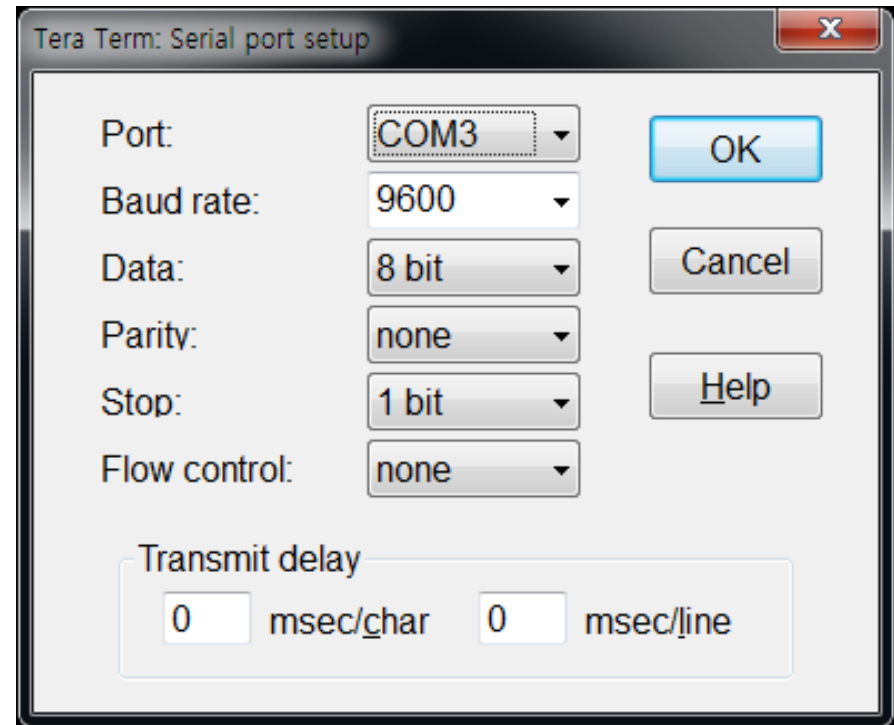 Tera Term: Serial port setup
Port: COM3 OK
Baud rate: 9600
Data: 8 bit Cancel
Parity: none
Stop: 1 bit Help
Flow control: none
Transmit delay
0 msec/char 0 msec/line